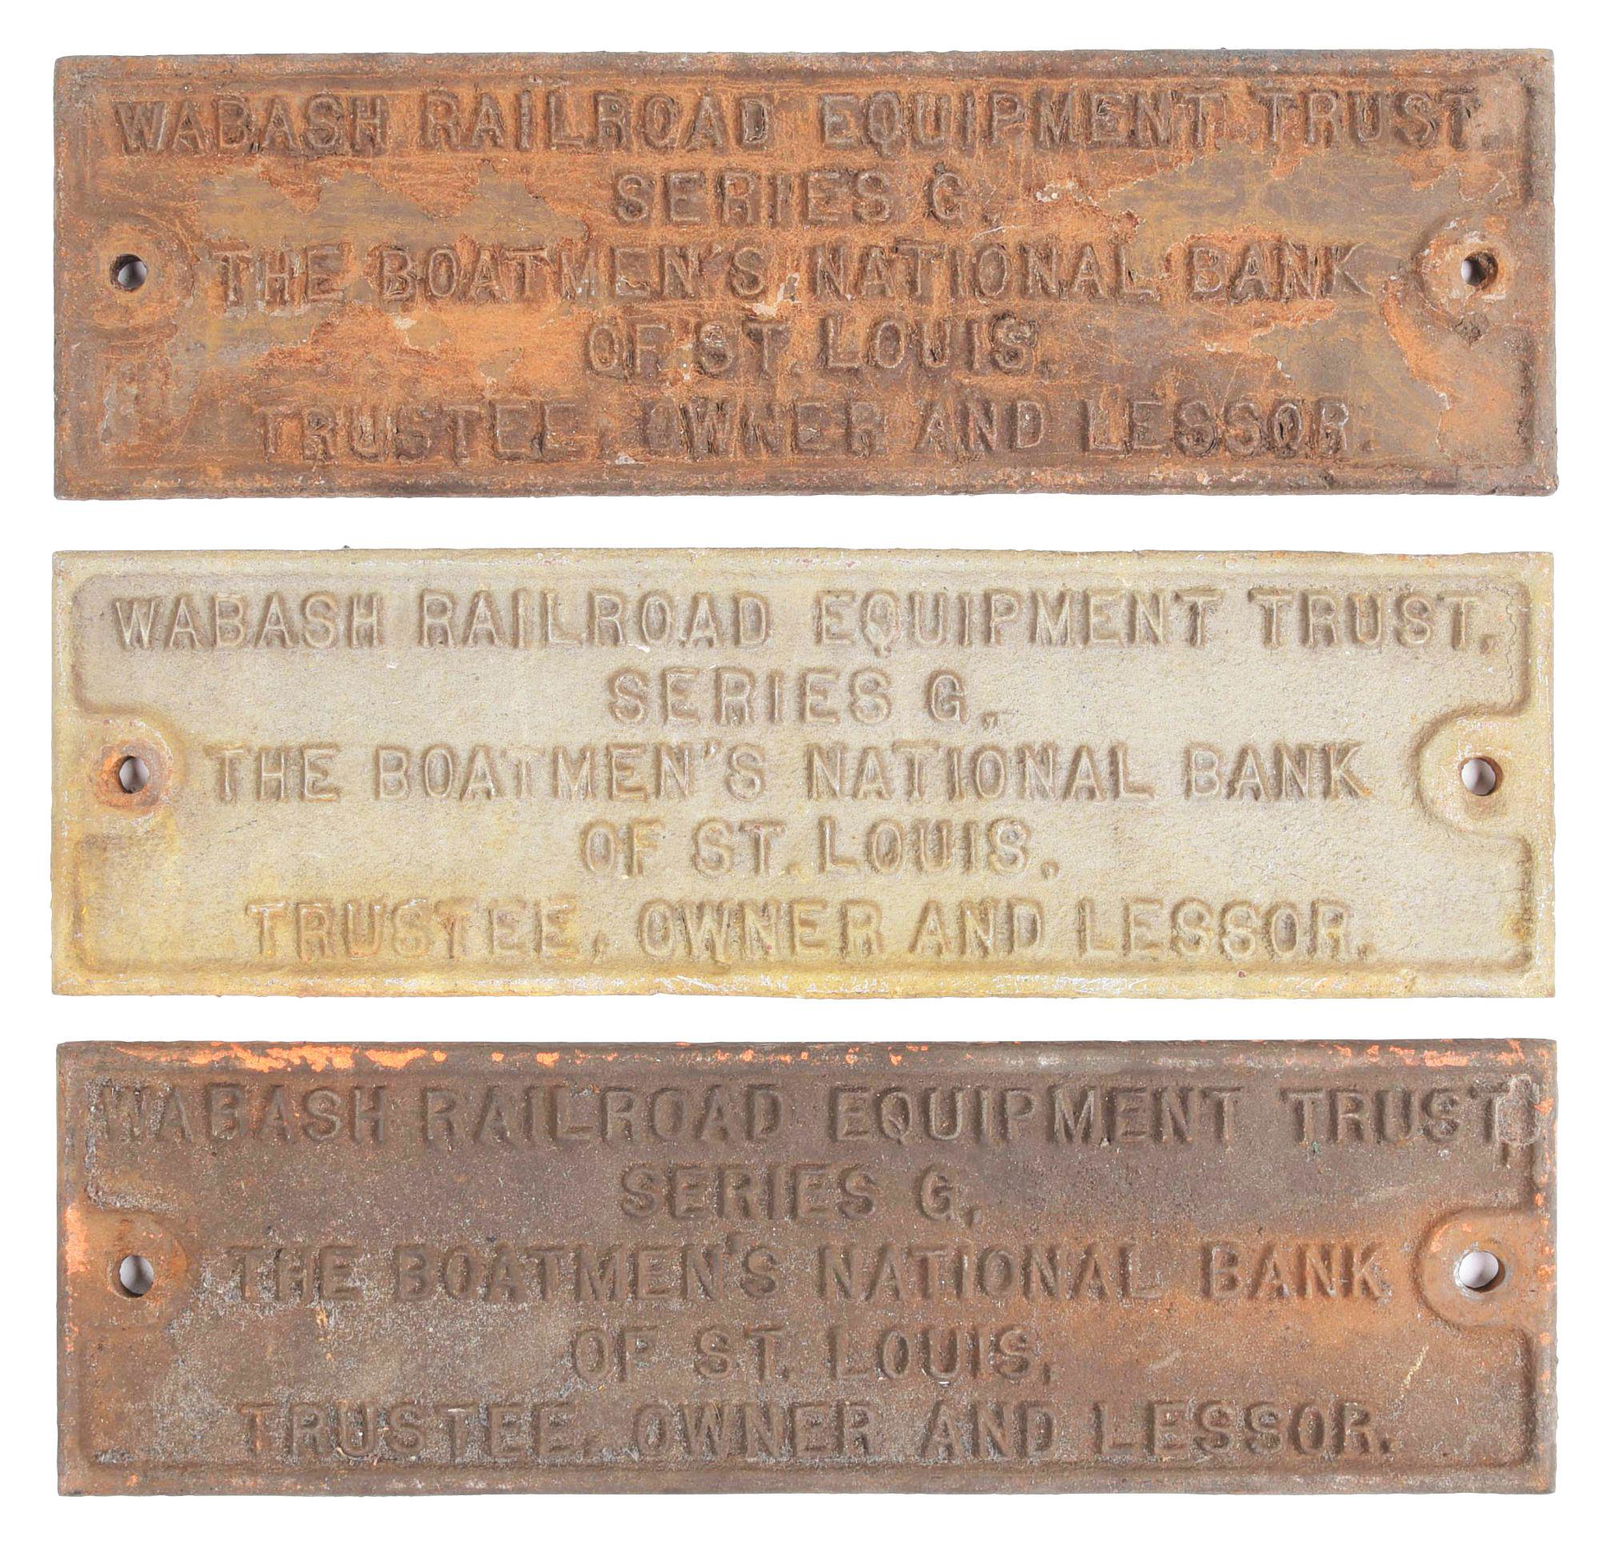 WABASH RAILROAD EQUIPMENT TRUST,
SERIES G,
THE BOATMEN'S NATIONAL BANK
OF ST. LOUIS,
TRUSTEE, OWNER AND LESSOR.
WABASH RAILROAD EQUIPMENT TRUST,
SERIES G,
THE BOATMEN'S NATIONAL BANK
OF ST. LOUIS,
TRUSTEE, OWNER AND LESSOR.
WABASH RAILROAD EQUIPMENT TRUST,
SERIES G,
THE BOATMEN'S NATIONAL BANK
OF ST. LOUIS,
TRUSTEE, OWNER AND LESSOR.